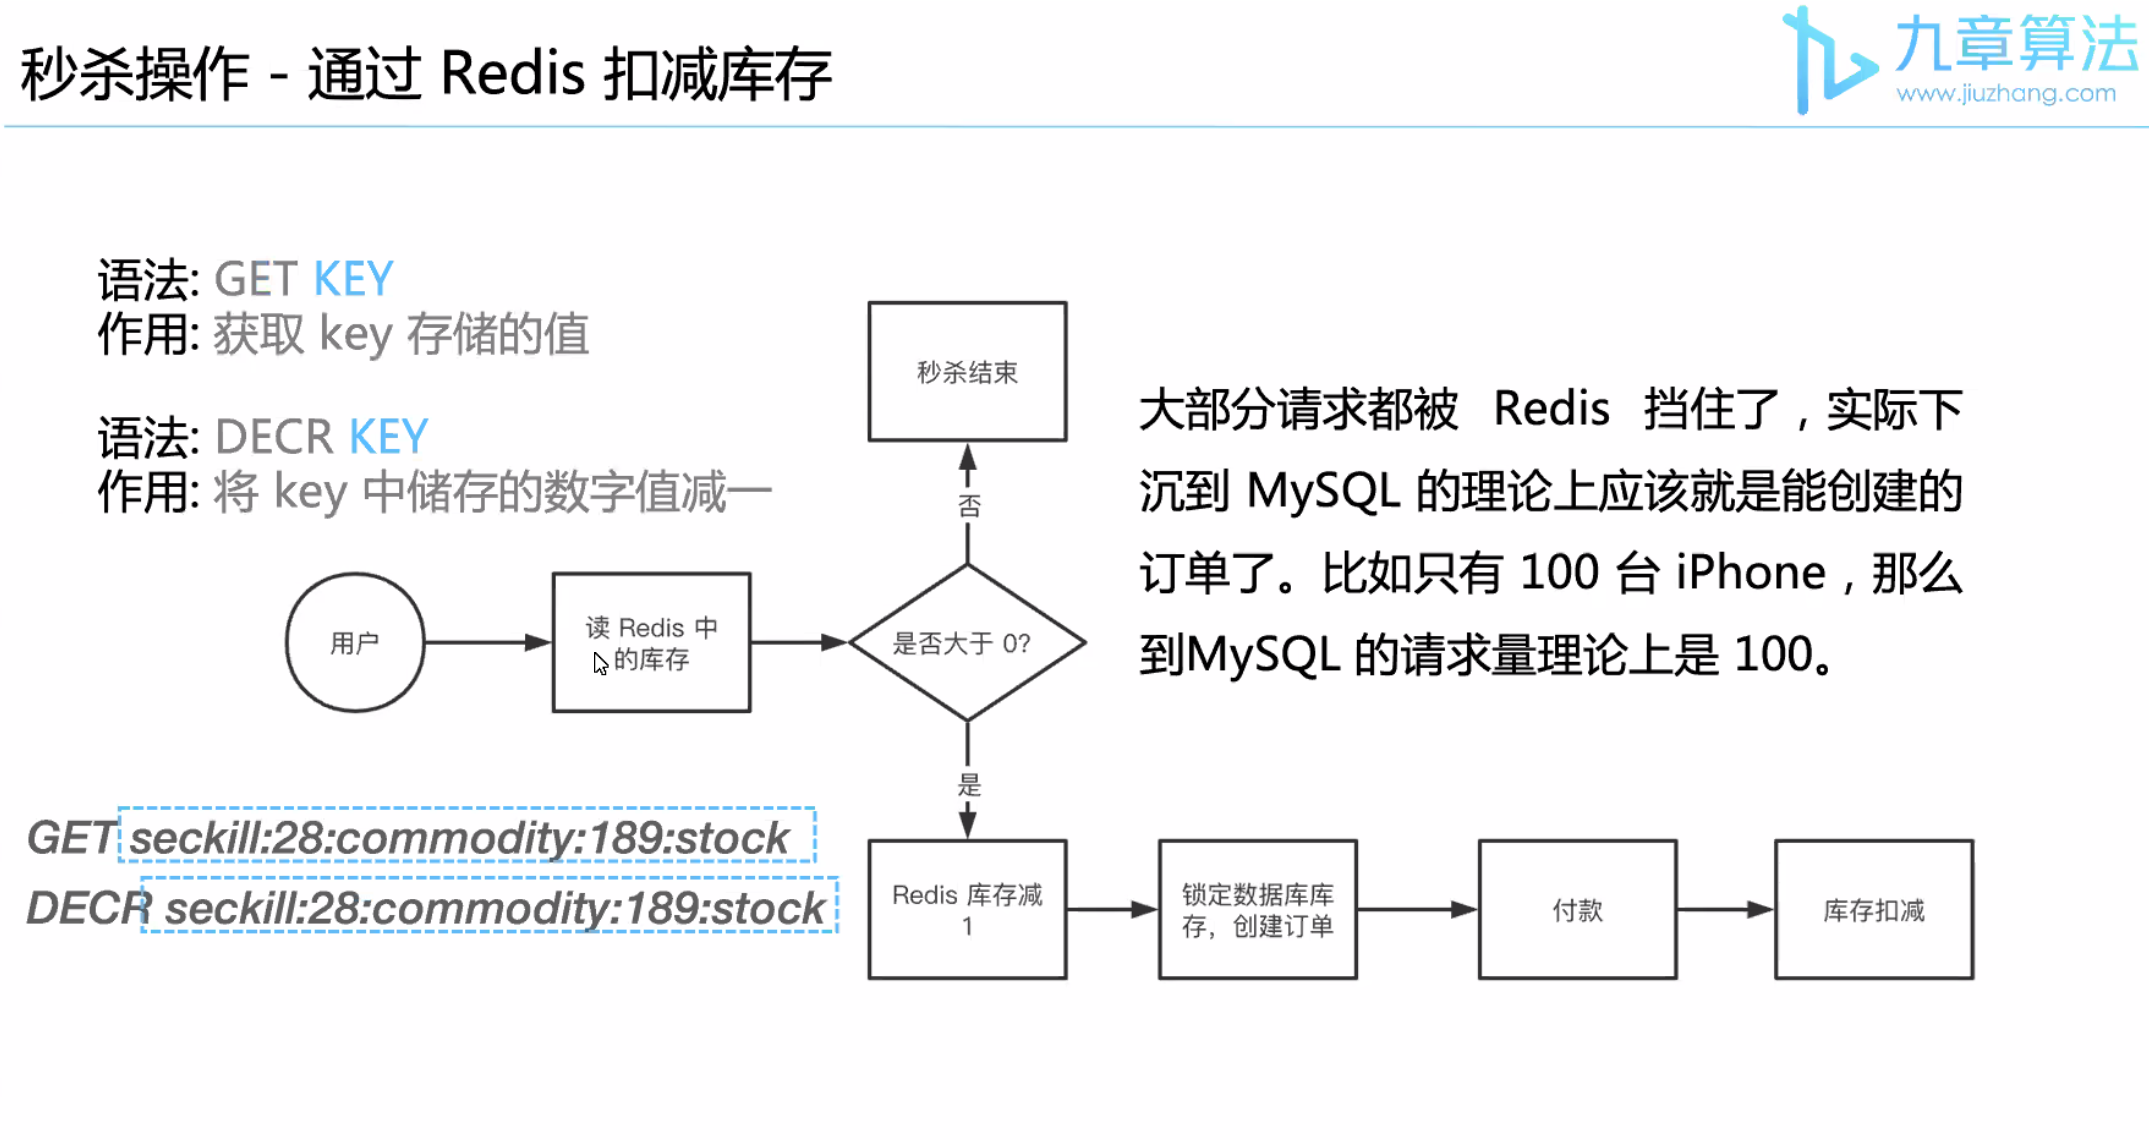 秒杀操作 - 通过 Redis 扣减库存
九章算法
www.jiuzhang.com
语法: GET KEY
作用: 获取 key 存储的值
语法: DECR KEY
作用: 将 key 中储存的数字值减一
秒杀结束
否
大部分请求都被 Redis 挡住了，实际下
沉到 MySQL 的理论上应该就是能创建的
订单了。比如只有 100 台 iPhone，那么
到MySQL 的请求量理论上是 100。
用户
读 Redis 中
的库存
是否大于 0?
是
GET seckill:28:commodity:189:stock
DECR seckill:28:commodity:189:stock
Redis 库存减
1
锁定数据库库
存，创建订单
付款
库存扣减